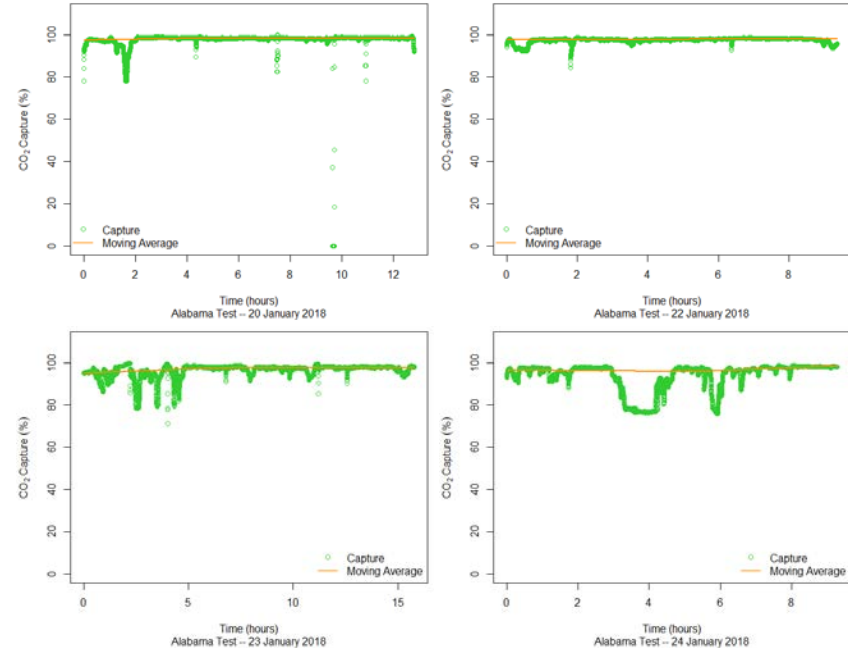 CO2 Capture (%)
100
80
60
40
20
0
Capture
Moving Average
0 2 4 6 8 10 12
Time (hours)
Alabama Test -- 20 January 2018
CO2 Capture (%)
100
80
60
40
20
0
Capture
Moving Average
0 2 4 6 8
Time (hours)
Alabama Test -- 22 January 2018
CO2 Capture (%)
100
80
60
40
20
0
Capture
Moving Average
0 5 10 15
Time (hours)
Alabama Test -- 23 January 2018
CO2 Capture (%)
100
80
60
40
20
0
Capture
Moving Average
0 2 4 6 8
Time (hours)
Alabama Test -- 24 January 2018